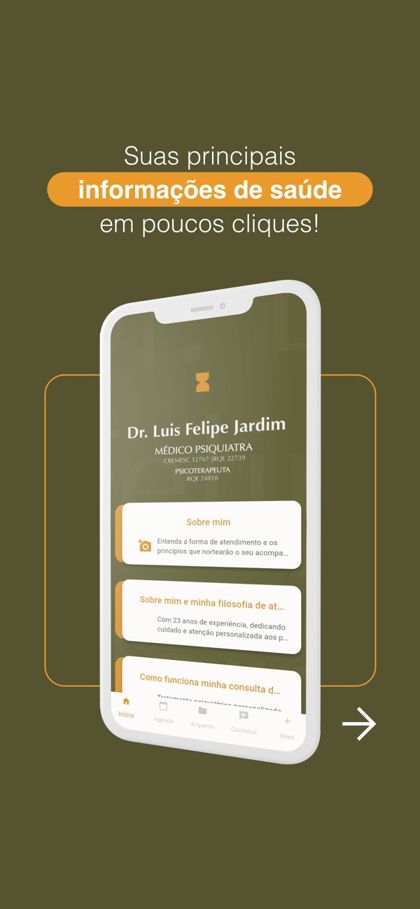 Suas principais
informações de saúde
em poucos cliques!
Dr. Luis Felipe Jardim
MÉDICO PSIQUIATRA
CREMESC 12767 |RQE 22739
PSICOTERAPEUTA
RQE 24818
Sobre mim
Entenda a forma de atendimento e os
princípios que nortearão o seu acompa...
Sobre mim e minha filosofia de at...
Com 23 anos de experiência, dedicando
cuidado e atenção personalizada aos p...
Como funciona minha consulta d...
Tratamento psiquiátrico personalizado
Início
Agenda
Arquivos
Contatos
Mais